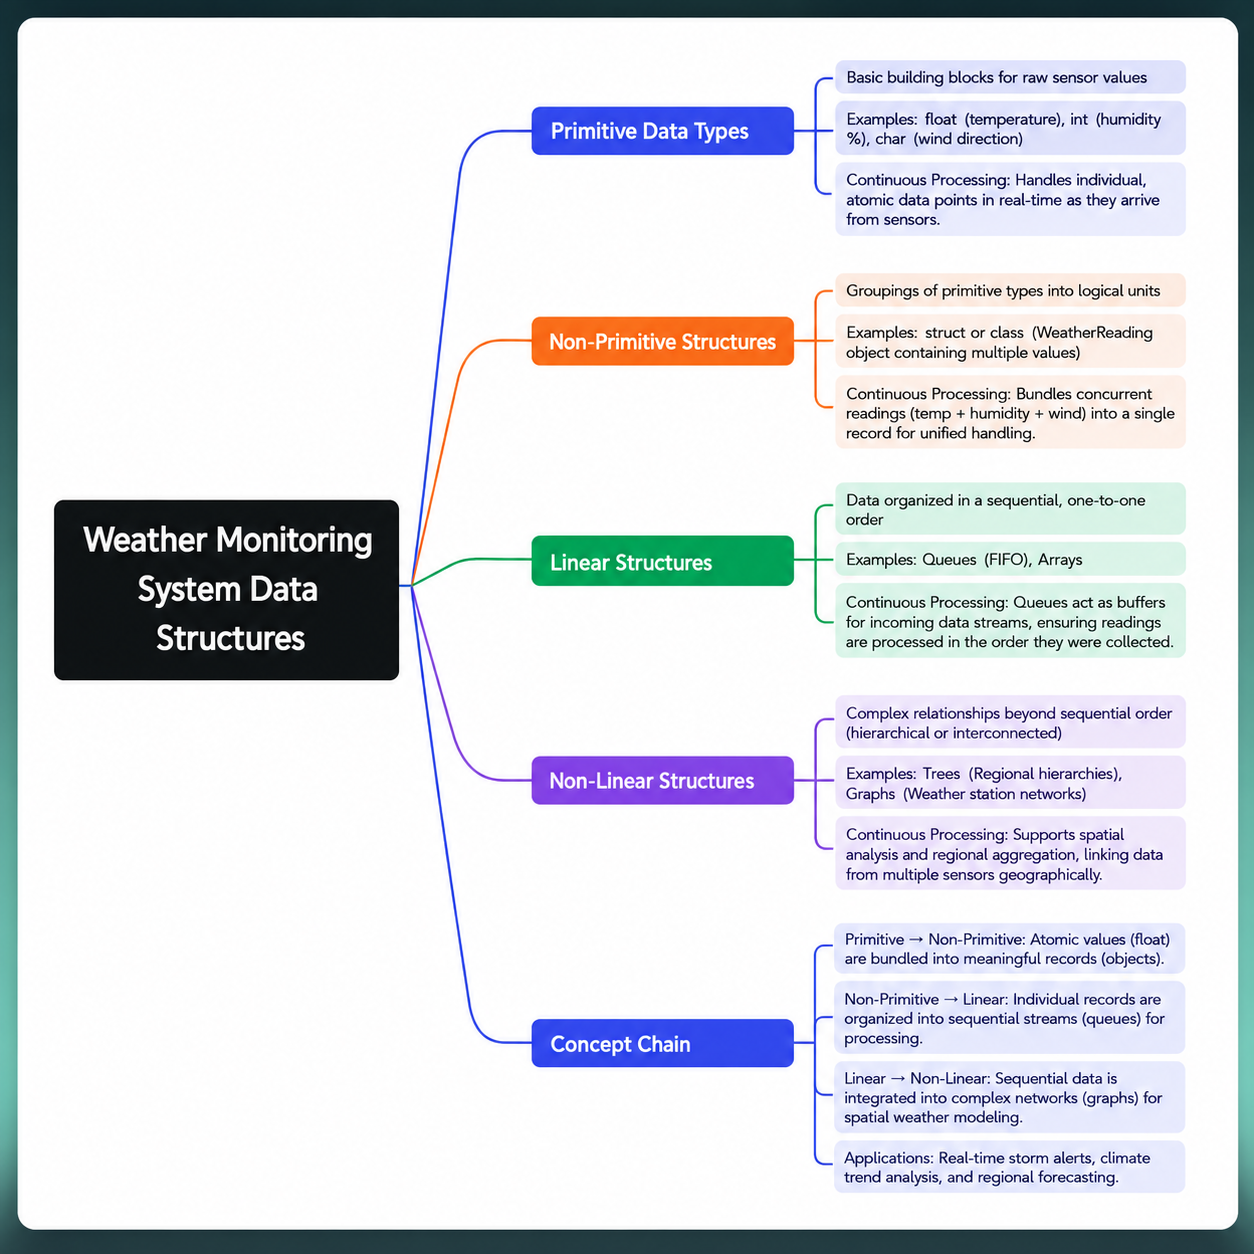 Weather Monitoring
System Data
Structures
Primitive Data Types
Basic building blocks for raw sensor values
Examples: float (temperature), int (humidity
%), char (wind direction)
Continuous Processing: Handles individual,
atomic data points in real-time as they arrive
from sensors.
Non-Primitive Structures
Groupings of primitive types into logical units
Examples: struct or class (WeatherReading
object containing multiple values)
Continuous Processing: Bundles concurrent
readings (temp + humidity + wind) into a single
record for unified handling.
Linear Structures
Data organized in a sequential, one-to-one
order
Examples: Queues (FIFO), Arrays
Continuous Processing: Queues act as buffers
for incoming data streams, ensuring readings
are processed in the order they were collected.
Non-Linear Structures
Complex relationships beyond sequential order
(hierarchical or interconnected)
Examples: Trees (Regional hierarchies),
Graphs (Weather station networks)
Continuous Processing: Supports spatial
analysis and regional aggregation, linking data
from multiple sensors geographically.
Concept Chain
Primitive → Non-Primitive: Atomic values (float)
are bundled into meaningful records (objects).
Non-Primitive → Linear: Individual records are
organized into sequential streams (queues) for
processing.
Linear → Non-Linear: Sequential data is
integrated into complex networks (graphs) for
spatial weather modeling.
Applications: Real-time storm alerts, climate
trend analysis, and regional forecasting.